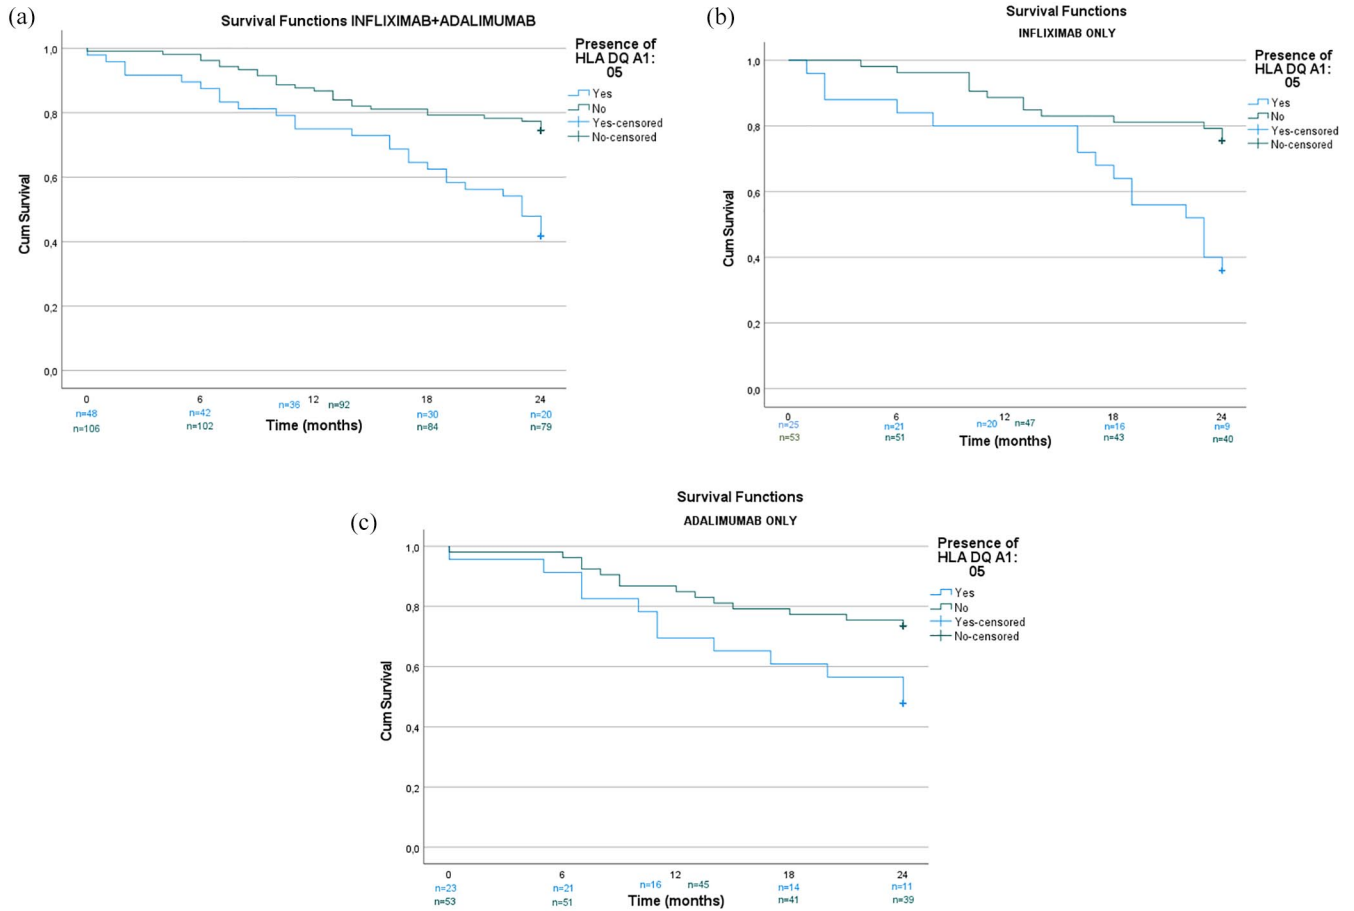 (a)
Survival Functions INFLIXIMAB+ADALIMUMAB
Presence of
HLA DQ A1:
05
Yes
No
Yes-censored
No-censored
Cum Survival
1,0
0,8
0,6
0,4
0,2
0,0
0 6 12 18 24
n=48 n=42 n=36 n=92 n=30 n=20
n=106 n=102 n=84 n=79
Time (months)
(b)
Survival Functions
INFLIXIMAB ONLY
Presence of
HLA DQ A1:
05
Yes
No
Yes-censored
No-censored
Cum Survival
1,0
0,8
0,6
0,4
0,2
0,0
0 6 12 18 24
n=25 n=21 n=20 n=47 n=16 n=9
n=53 n=51 n=43 n=40
Time (months)
(c)
Survival Functions
ADALIMUMAB ONLY
Presence of
HLA DQ A1:
05
Yes
No
Yes-censored
No-censored
Cum Survival
1,0
0,8
0,6
0,4
0,2
0,0
0 6 12 18 24
n=23 n=21 n=16 n=45 n=14 n=11
n=53 n=51 n=41 n=39
Time (months)